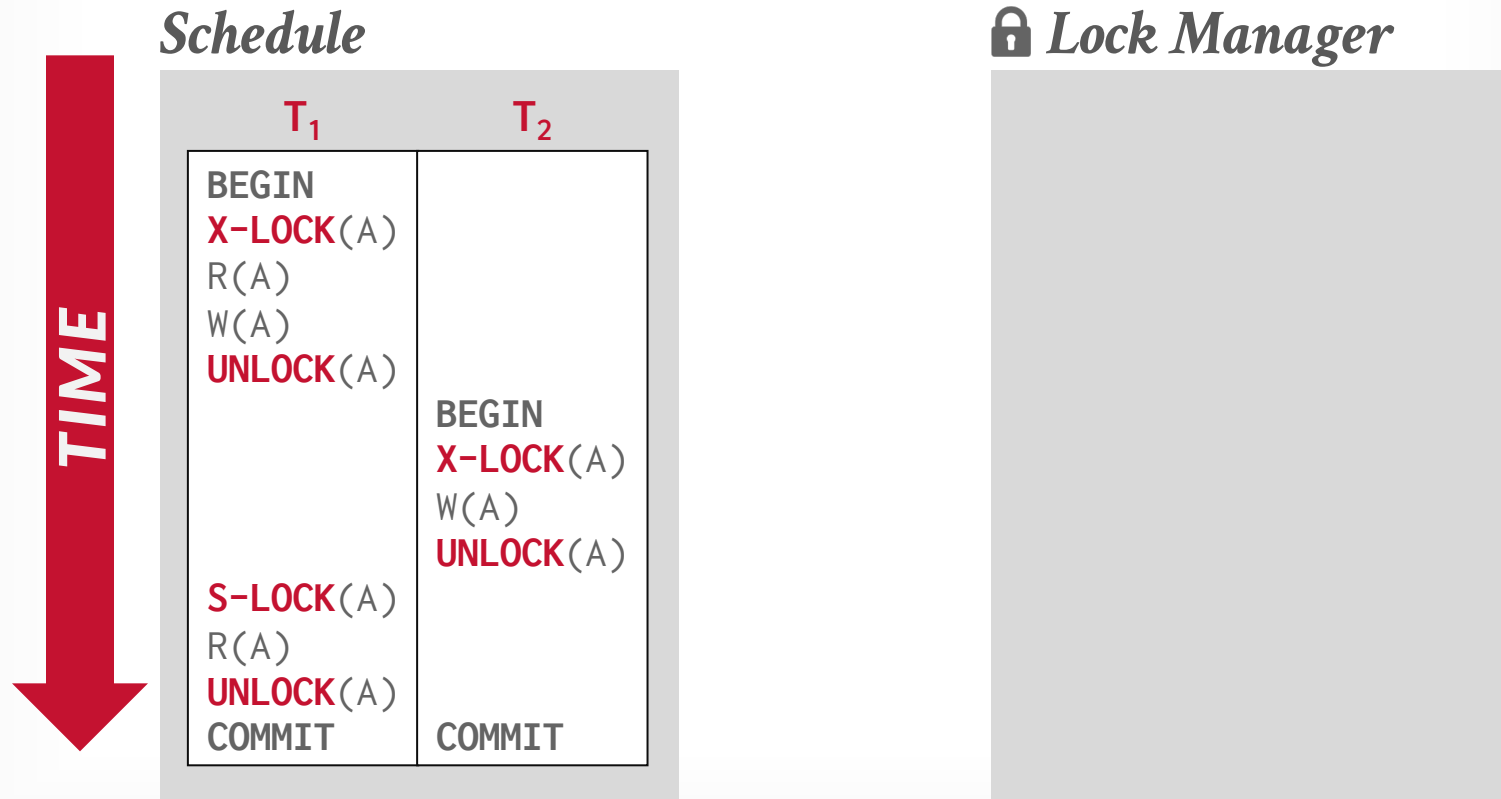 Schedule
Lock Manager
TIME
T₁ T₂
BEGIN
X-LOCK(A)
R(A)
W(A)
UNLOCK(A)
BEGIN
X-LOCK(A)
W(A)
UNLOCK(A)
S-LOCK(A)
R(A)
UNLOCK(A)
COMMIT COMMIT